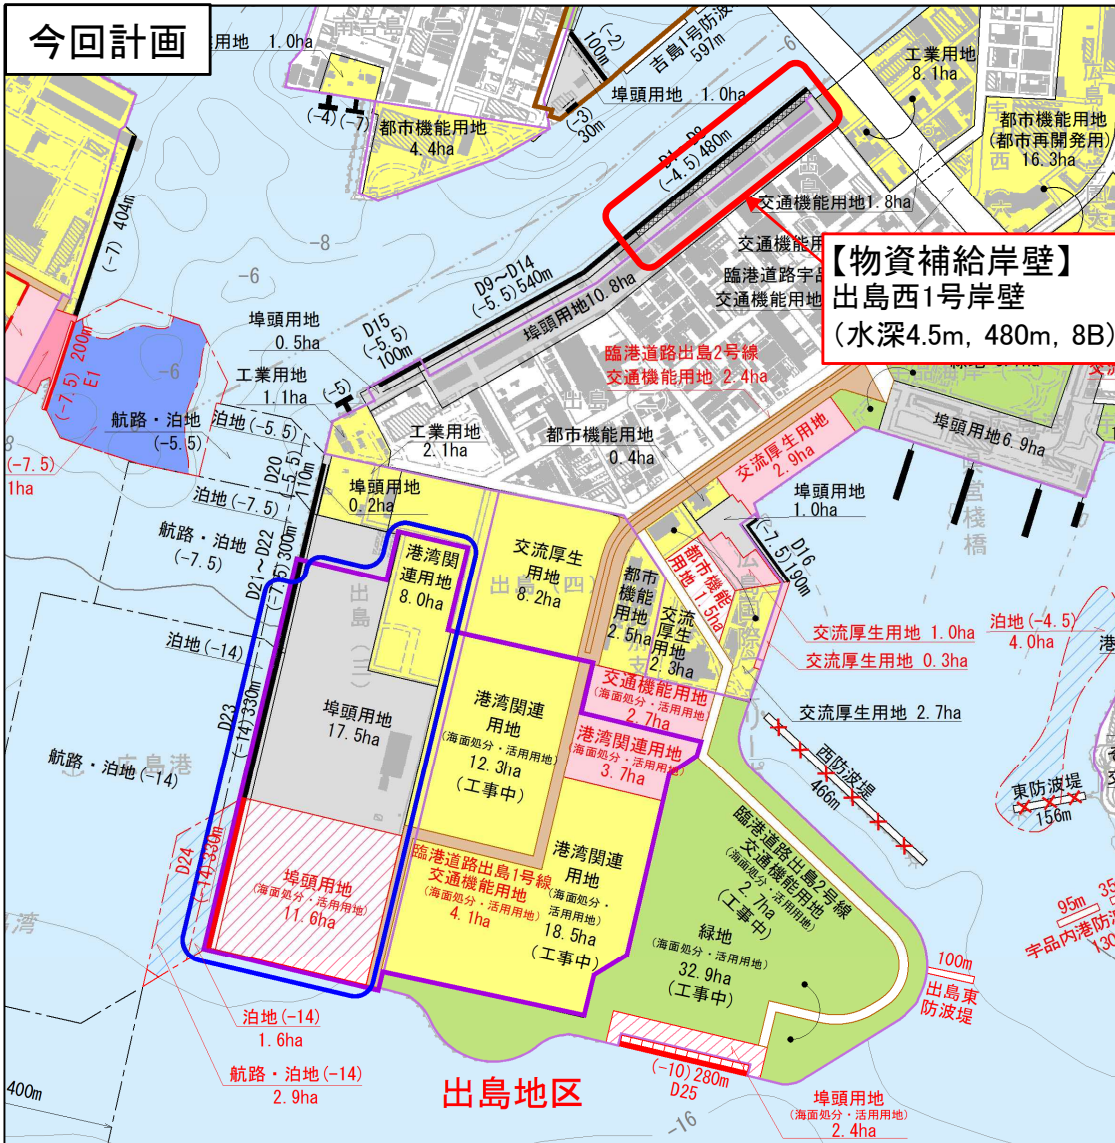 今回計画
用地 1.0ha
南吉島
(-2)
100m
吉島1号防波
597m
-6
埠頭用地 1.0ha
(-3)
30m
(-4)
(-7)
都市機能用地
4.4ha
工業用地
8.1ha
都市機能用地
(都市再開発用)
16.3ha
D1~D8
(-4.5)480m
交通機能用地1.8ha
交通機能用
臨港道路宇品
交通機能用地
【物資補給岸壁】
出島西1号岸壁
(水深4.5m, 480m, 8B)
(-7) 404m
-8
-6
D9~D14
(-5.5)540m
埠頭用地10.8ha
D15
(-5.5)
100m
埠頭用地
0.5ha
(-7.5) 200m
E1
-6
工業用地
1.1ha
(-5)
臨港道路出島2号線
交通機能用地 2.4ha
出島
航路・泊地
(-5.5)
泊地(-5.5)
D20
(-5.5)
110m
工業用地
2.1ha
都市機能用地
0.4ha
交流厚生用地
2.9ha
埠頭用地6.9ha
(-7.5)
1ha
泊地(-7.5)
埠頭用地
0.2ha
埠頭用地
1.0ha
営棧橋
航路・泊地
(-7.5)
D21~D22
(-7.5)300m
港湾関
連用地
8.0ha
交流厚生
用地
8.2ha
出島(四)
都市
機能
用地
2.5ha
都市機能
用地 1.5ha
交流
厚生
用地
2.3ha
D16
(-7.5)190m
広島国際
交流厚生用地 1.0ha
交流厚生用地 0.3ha
泊地(-4.5)
4.0ha
泊地(-14)
出島(三)
D23
(-14)330m
埠頭用地
17.5ha
港湾関連
用地
(海面処分・活用用地)
12.3ha
(工事中)
交通機能用地
(海面処分・活用用地)
2.7ha
港湾関連用地
(海面処分・活用用地)
3.7ha
交流厚生用地 2.7ha
西防波堤
466m
東防波堤
156m
広島港
航路・泊地(-14)
D24
(-14)330m
埠頭用地
(海面処分・活用用地)
11.6ha
臨港道路出島1号線
交通機能用地
(海面処分・活用用地)
4.1ha
港湾関連
用地
(海面処分・
活用用地)
18.5ha
(工事中)
臨港道路出島2号線
交通機能用地
(海面処分・活用用地)
2.7ha
(工事中)
緑地
(海面処分・活用用地)
32.9ha
(工事中)
95m
宇品内港防波
100m
出島東
防波堤
泊地(-14)
1.6ha
航路・泊地(-14)
2.9ha
400m
出島地区
(-10)280m
D25
埠頭用地
(海面処分・活用用地)
2.4ha
-16